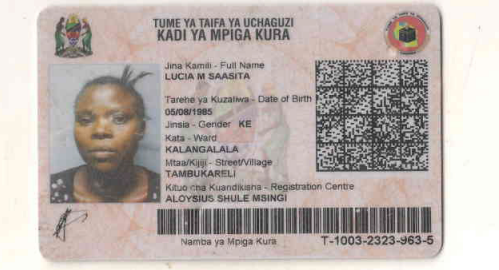 TUME YA TAIFA YA UCHAGUZI
KADI YA MPIGA KURA
Jina Kamili - Full Name
LUCIA M SAASITA
Tarehe ya Kuzaliwa - Date of Birth
05/08/1985
Jinsia - Gender KE
Kata - Ward
KALANGALALA
Mtaa/Kijiji - Street/Village
TAMBUKARELI
Kituo cha Kuandikisha - Registration Centre
ALOYSIUS SHULE MSINGI
Namba ya Mpiga Kura T-1003-2323-963-5